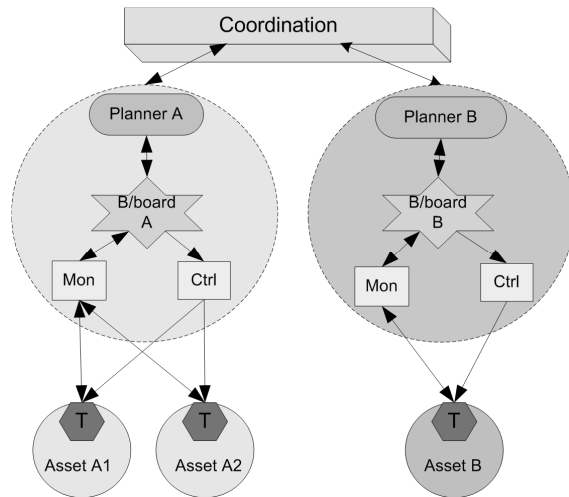 Coordination
Planner A
Planner B
B/board
A
B/board
B
Mon
Ctrl
Mon
Ctrl
T
T
T
Asset A1
Asset A2
Asset B